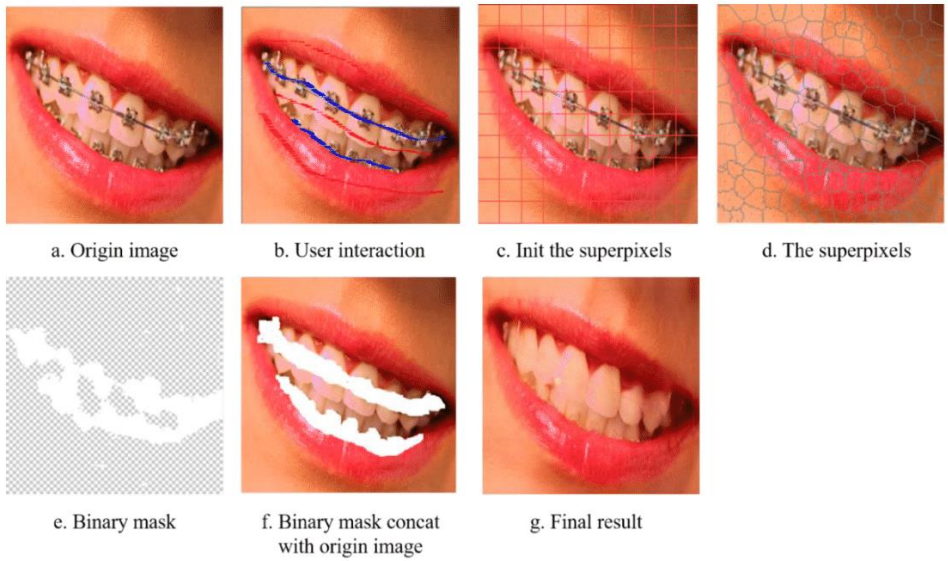 a. Origin image
b. User interaction
c. Init the superpixels
d. The superpixels
e. Binary mask
f. Binary mask concat
with origin image
g. Final result